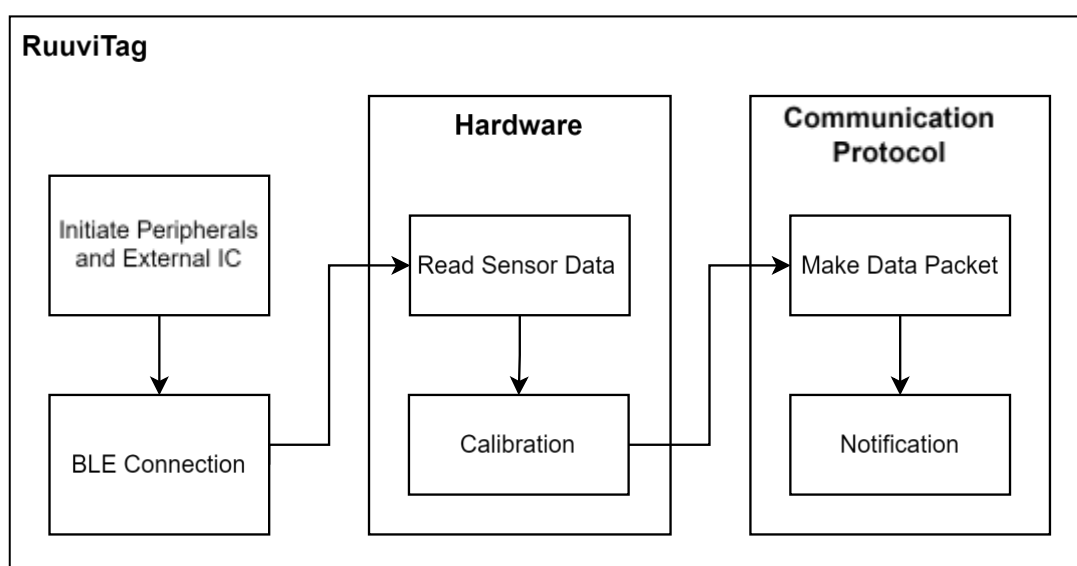 RuuviTag
Initiate Peripherals
and External IC
BLE Connection
Hardware
Read Sensor Data
Calibration
Communication
Protocol
Make Data Packet
Notification